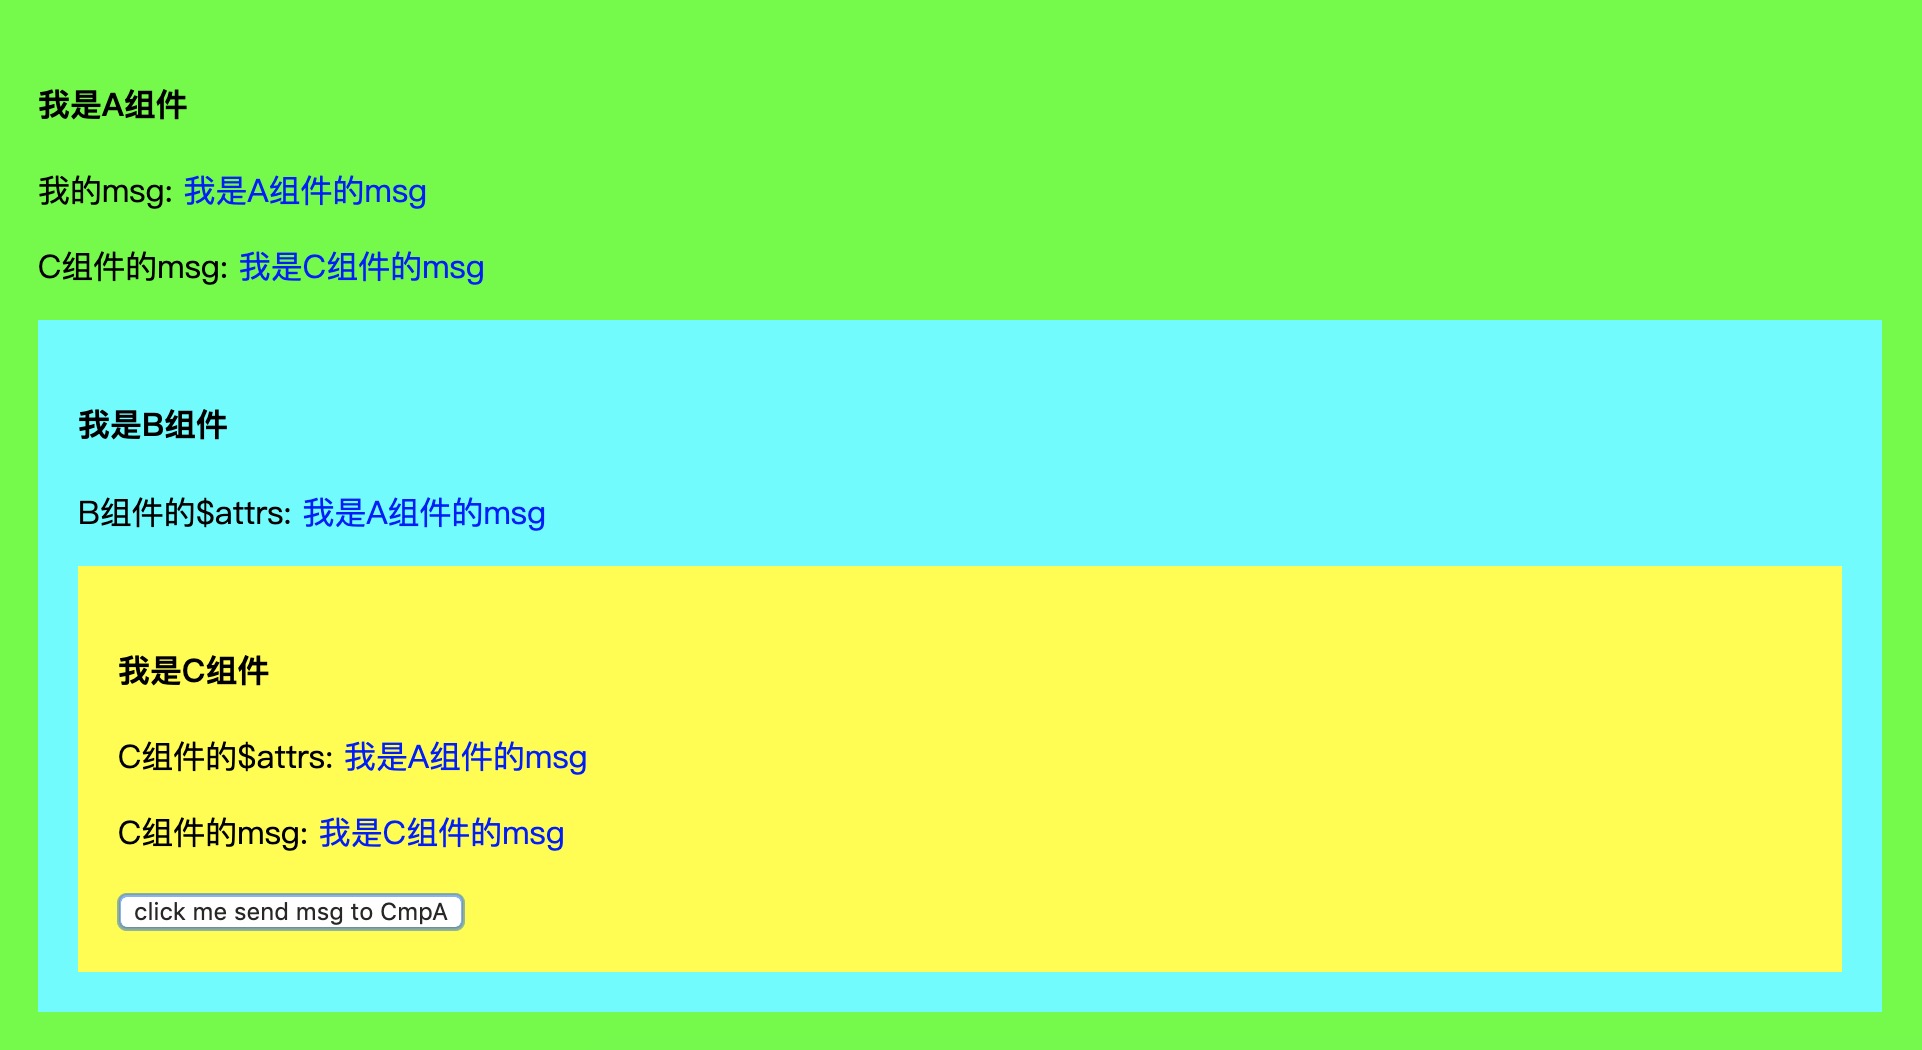 我是A组件
我的msg: 我是A组件的msg
C组件的msg: 我是C组件的msg
我是B组件
B组件的$attrs: 我是A组件的msg
我是C组件
C组件的$attrs: 我是A组件的msg
C组件的msg: 我是C组件的msg
click me send msg to CmpA